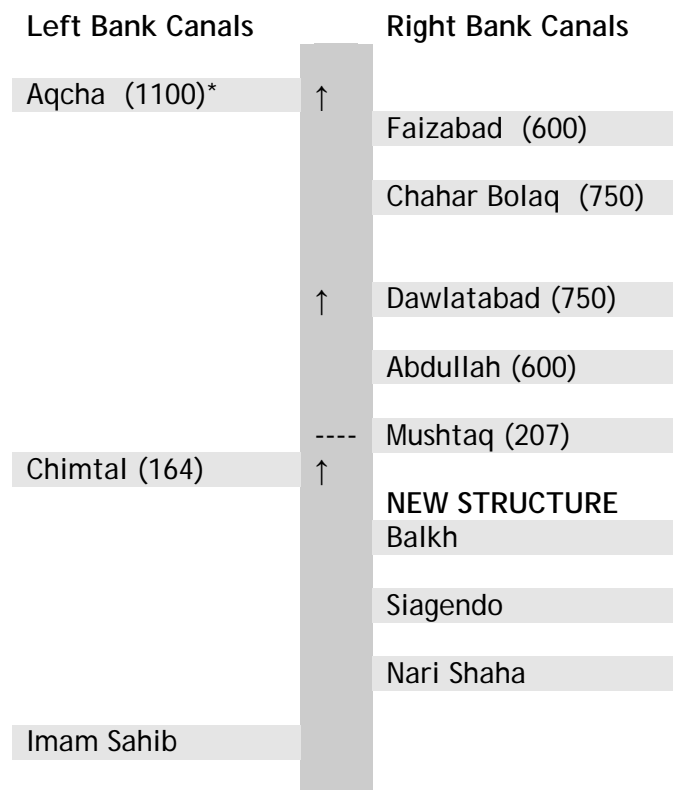 Left Bank Canals Right Bank Canals
Aqcha (1100)* ↑
Faizabad (600)
Chahar Bolaq (750)
↑ Dawlatabad (750)
Abdullah (600)
---- Mushtaq (207)
Chimtal (164) ↑
NEW STRUCTURE
Balkh
Siagendo
Nari Shaha
Imam Sahib